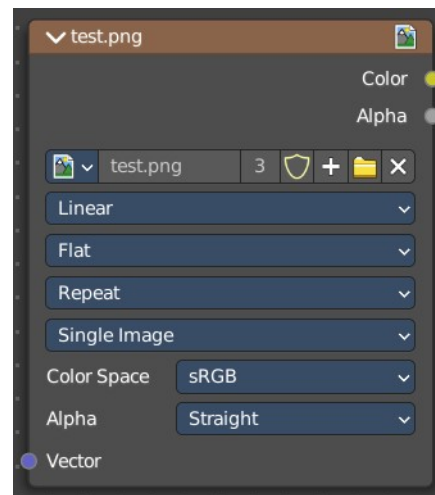 test.png
Color
Alpha
test.png 3
Linear
Flat
Repeat
Single Image
Color Space sRGB
Alpha Straight
Vector